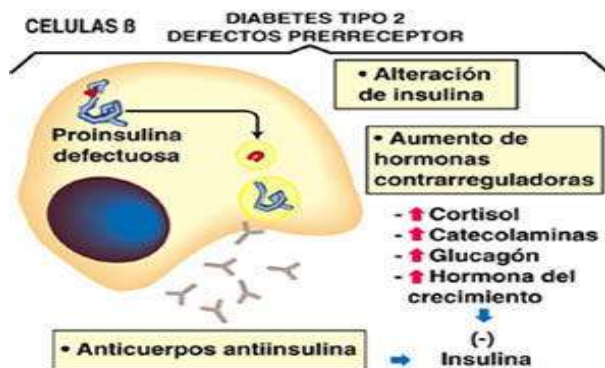 CELULAS ß
DIABETES TIPO 2
DEFECTOS PRERRECEPTOR
Proinsulina
defectuosa
• Alteración
de insulina
• Aumento de
hormonas
contrarreguladoras
- ⬆ Cortisol
- ⬆ Catecolaminas
- ⬆ Glucagón
- ⬆ Hormona del
crecimiento
(-)
Insulina
• Anticuerpos antiinsulina